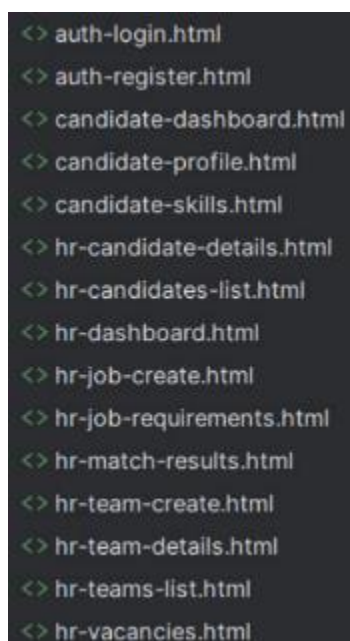 <> auth-login.html
<> auth-register.html
<> candidate-dashboard.html
<> candidate-profile.html
<> candidate-skills.html
<> hr-candidate-details.html
<> hr-candidates-list.html
<> hr-dashboard.html
<> hr-job-create.html
<> hr-job-requirements.html
<> hr-match-results.html
<> hr-team-create.html
<> hr-team-details.html
<> hr-teams-list.html
<> hr-vacancies.html